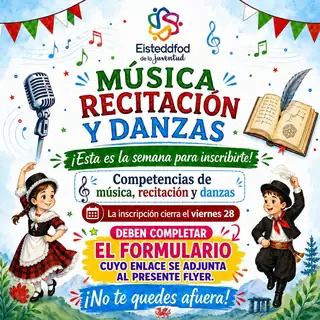 Eisteddfod
de la juventud
MÚSICA
RECITACIÓN
Y DANZAS
¡Esta es la semana para inscribirte!
Competencias de
música, recitación y danzas
La inscripción cierra el viernes 28
DEBEN COMPLETAR
EL FORMULARIO
CUYO ENLACE SE ADJUNTA
AL PRESENTE FLYER.
¡No te quedes afuera!